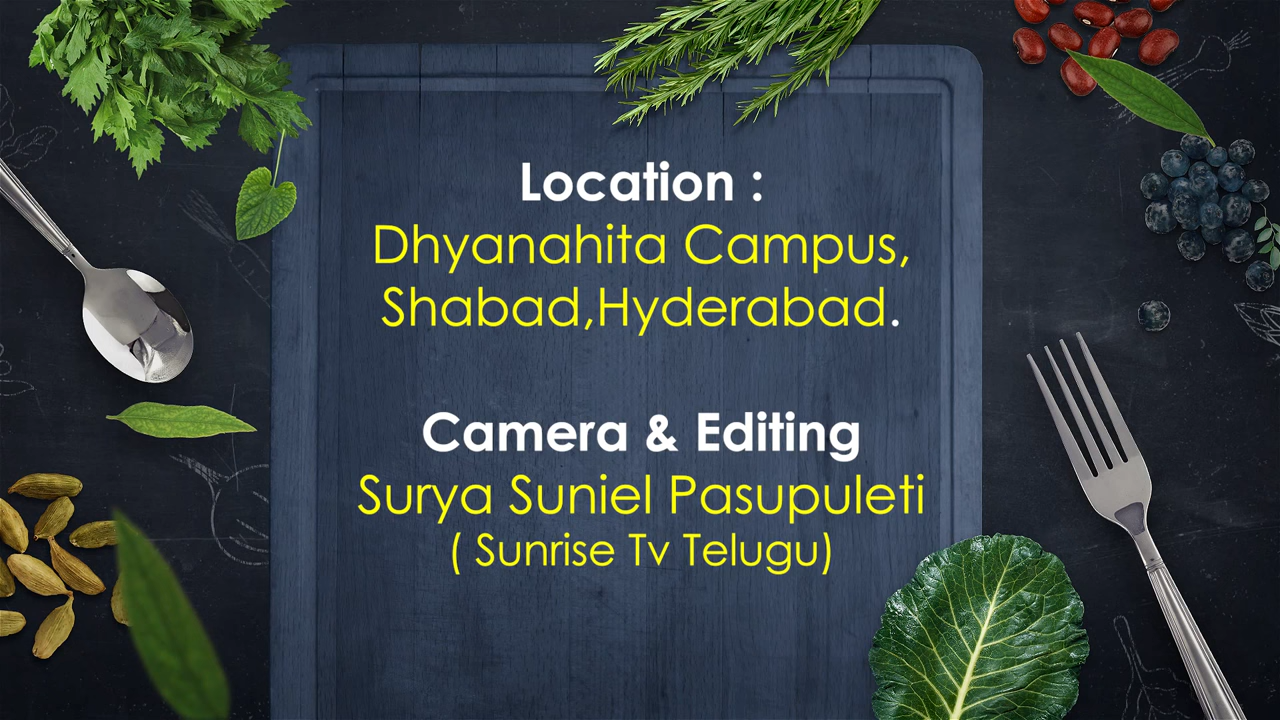 Location :
Dhyanahita Campus,
Shabad,Hyderabad.
Camera & Editing
Surya Suniel Pasupuleti
( Sunrise Tv Telugu)